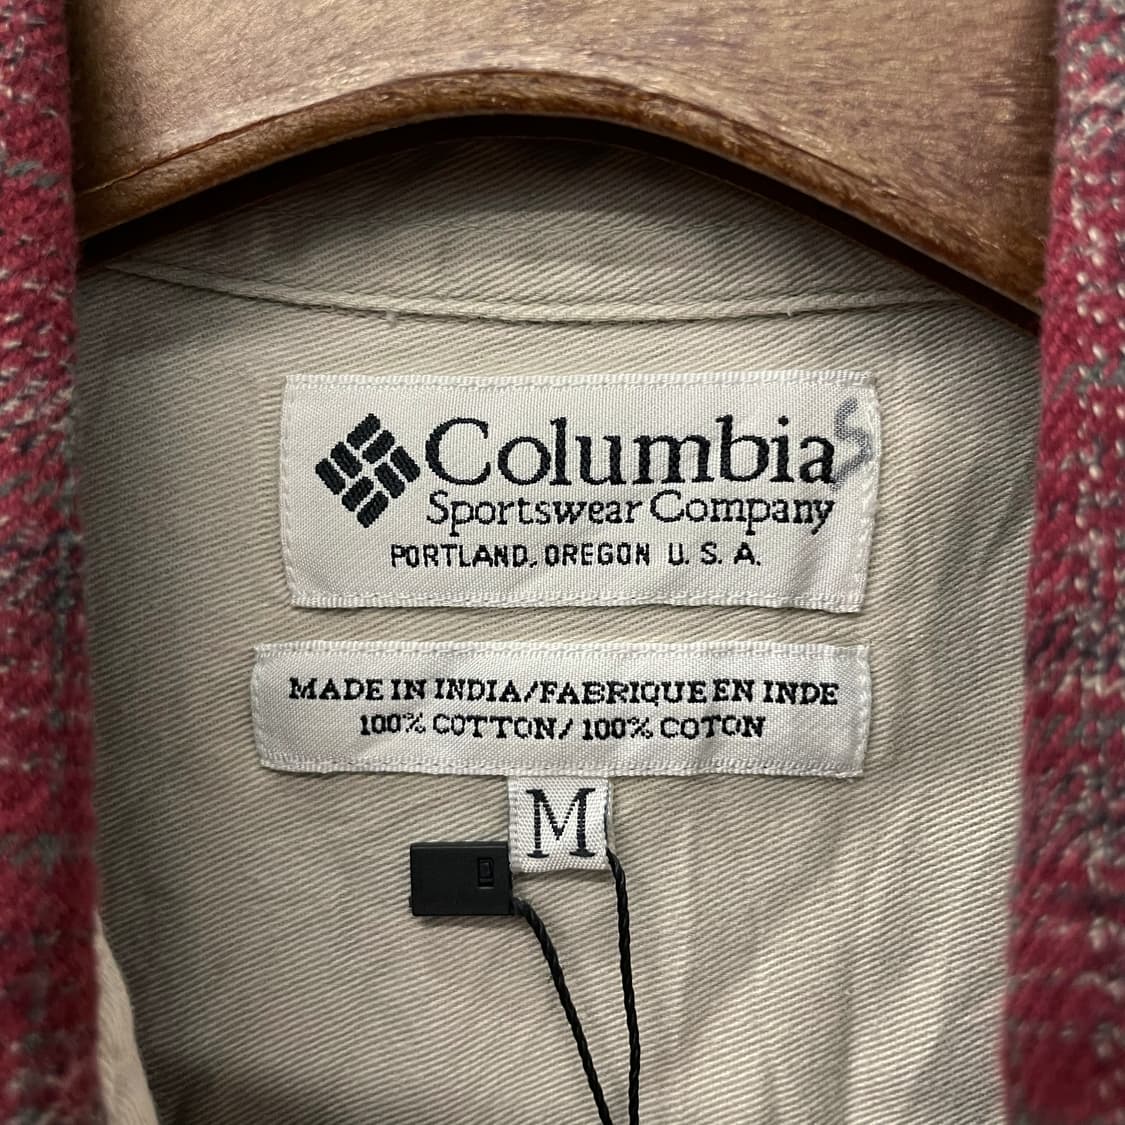 Columbia S
Sportswear Company
PORTLAND, OREGON U. S. A.
MADE IN INDIA/FABRIQUE EN INDE
100% COTTON/ 100% COTON
M